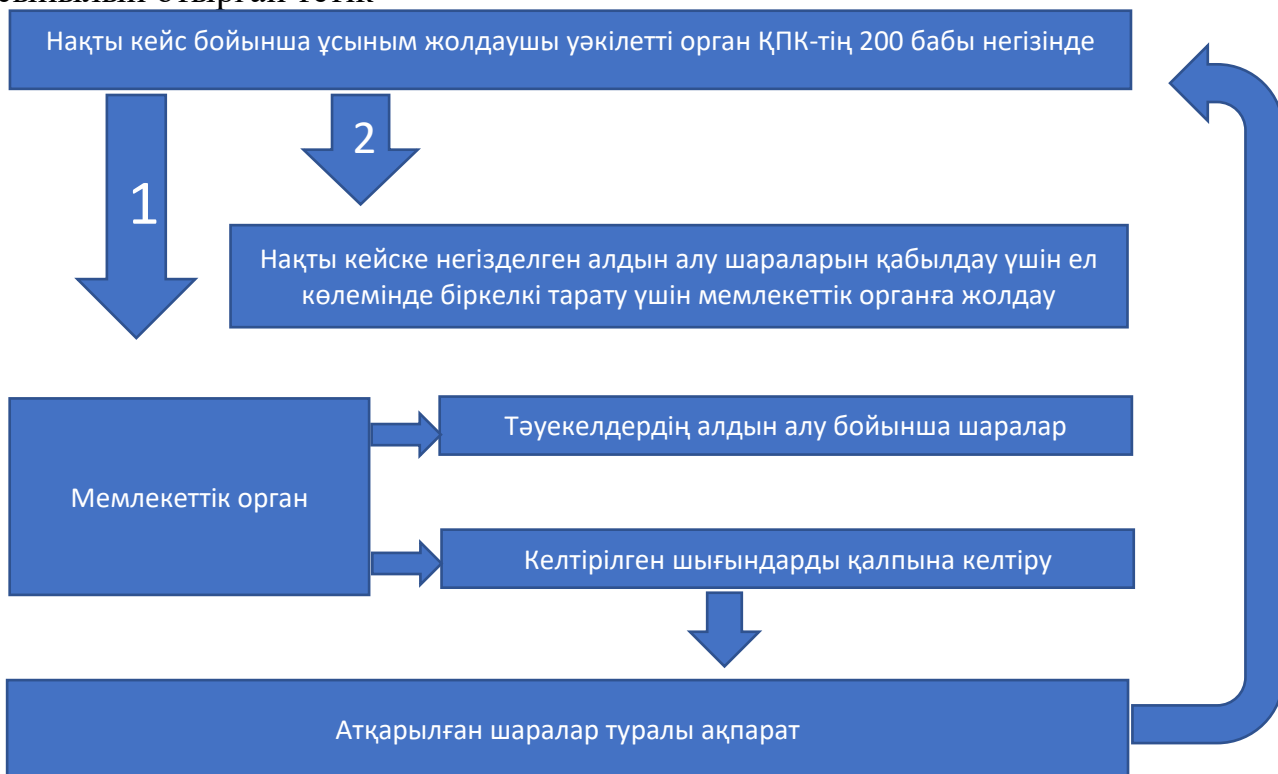 отырған тетік
Нақты кейс бойынша ұсыным жолдаушы уәкілетті орган ҚПК-тің 200 бабы негізінде
1
2
Нақты кейске негізделген алдын алу шараларын қабылдау үшін ел
көлемінде біркелкі тарату үшін мемлекеттік органға жолдау
Мемлекеттік орган
Тәуекелдердің алдын алу бойынша шаралар
Келтірілген шығындарды қалпына келтіру
Атқарылған шаралар туралы ақпарат